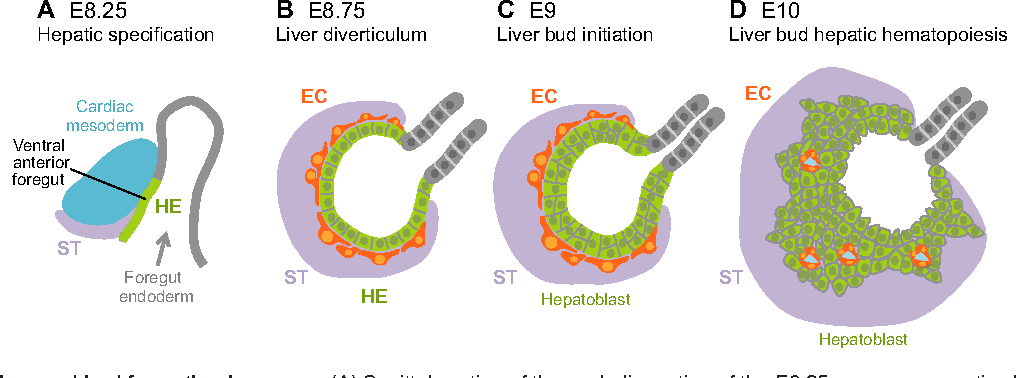 A E8.25
Hepatic specification
B E8.75
Liver diverticulum
C E9
Liver bud initiation
D E10
Liver bud hepatic hematopoiesis
Cardiac
mesoderm
Ventral
anterior
foregut
HE
ST
Foregut
endoderm
EC
ST
HE
EC
ST
Hepatoblast
EC
Hepatoblast